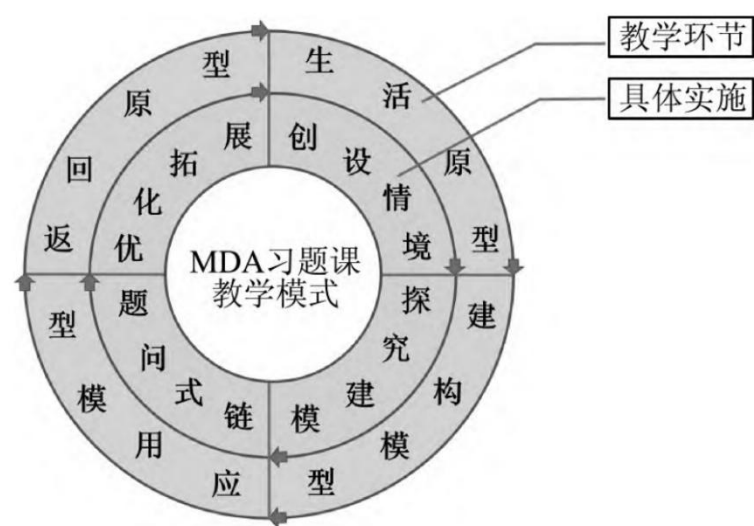 教学环节
具体实施
生活原型
建构模型
应用模型
返回原型
创设情境
探究建模
链式问题
优化拓展
MDA习题课
教学模式